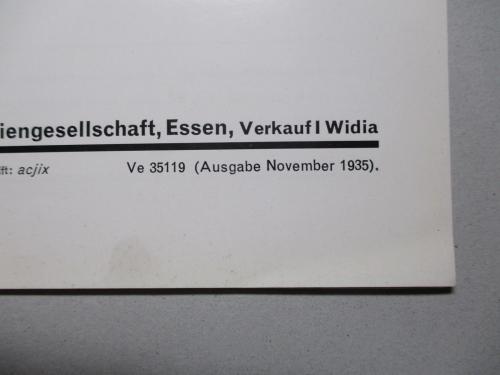 iengesellschaft, Essen, Verkauf I Widia
ft: acjix Ve 35119 (Ausgabe November 1935).